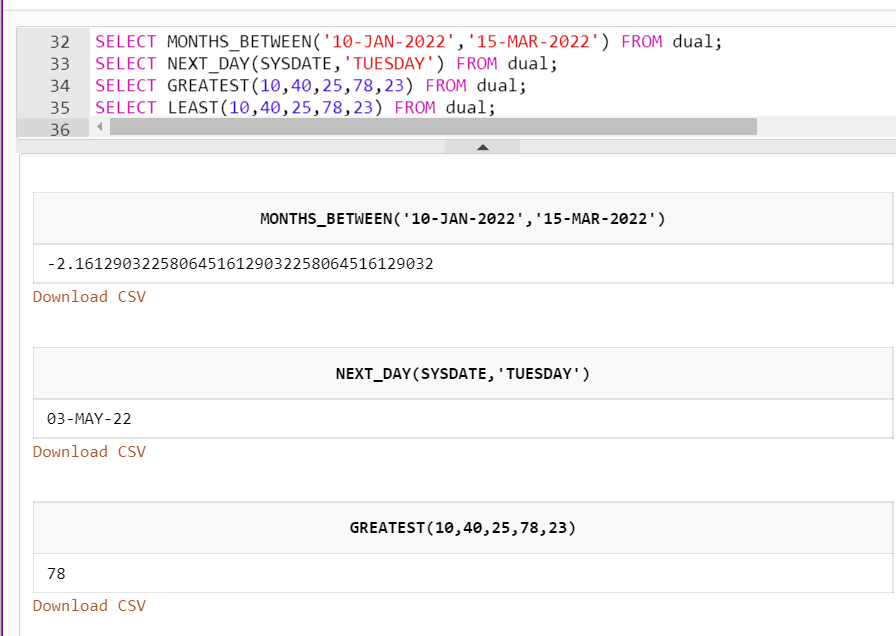 32 SELECT MONTHS_BETWEEN('10-JAN-2022','15-MAR-2022') FROM dual;
33 SELECT NEXT_DAY(SYSDATE,'TUESDAY') FROM dual;
34 SELECT GREATEST(10,40,25,78,23) FROM dual;
35 SELECT LEAST(10,40,25,78,23) FROM dual;
36
MONTHS_BETWEEN('10-JAN-2022','15-MAR-2022')
-2.16129032258064516129032258064516129032
Download CSV
NEXT_DAY(SYSDATE,'TUESDAY')
03-MAY-22
Download CSV
GREATEST(10,40,25,78,23)
78
Download CSV